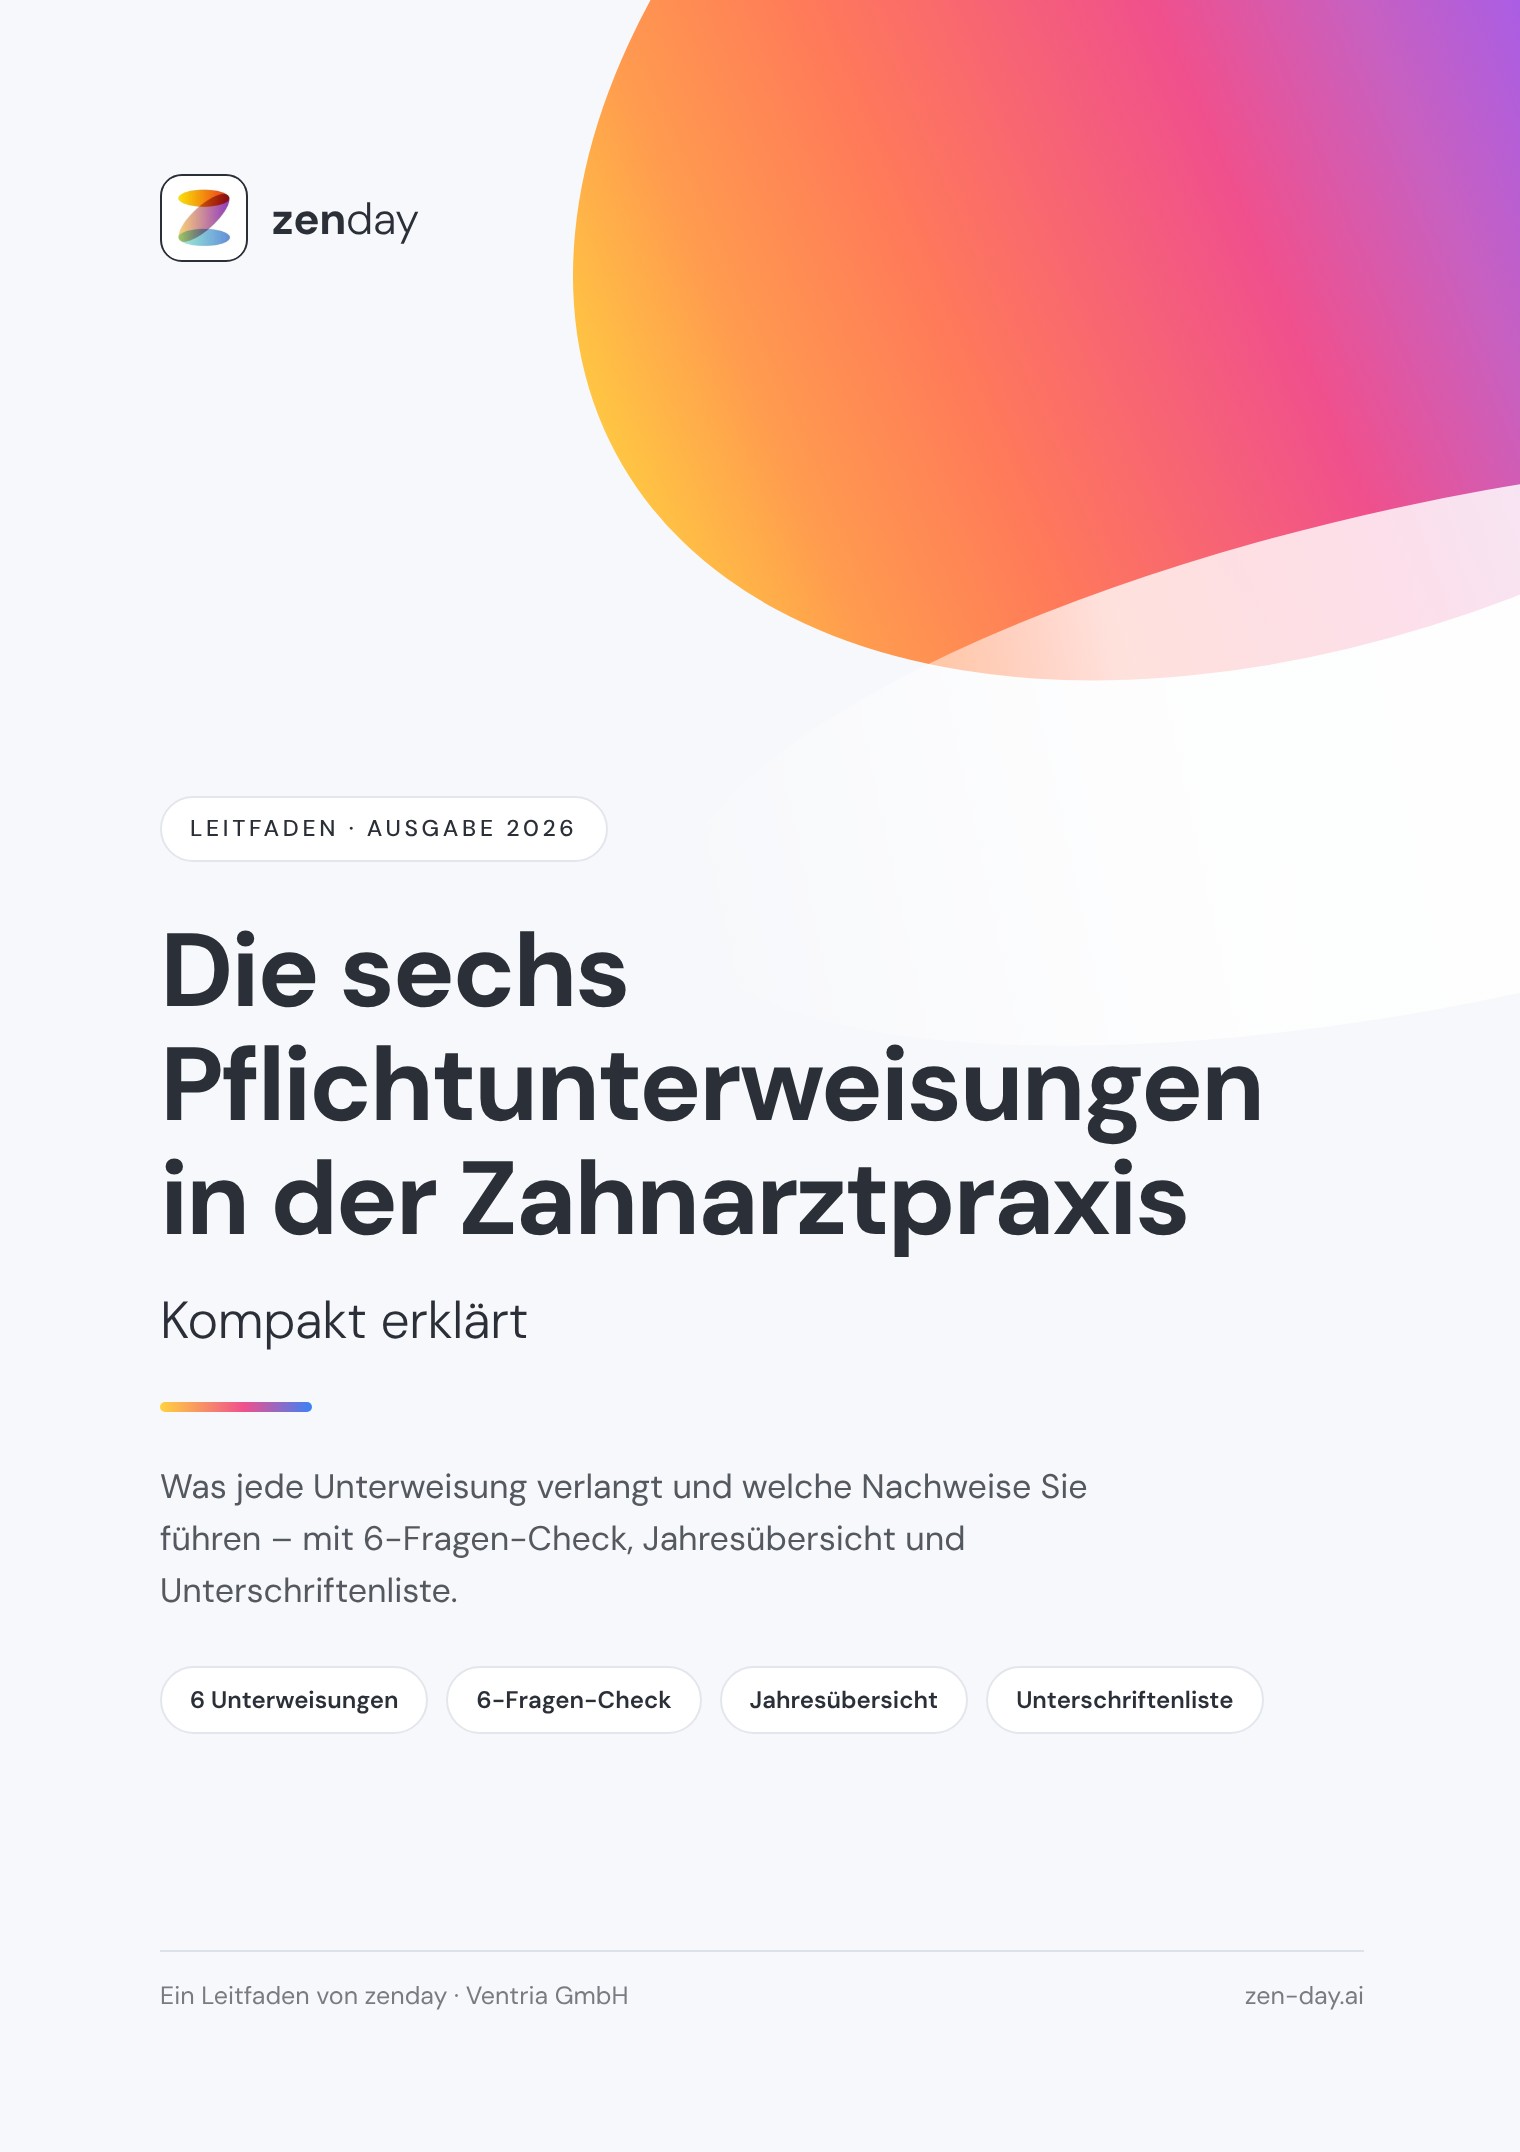 zenday
LEITFADEN · AUSGABE 2026
Die sechs
Pflichtunterweisungen
in der Zahnarztpraxis
Kompakt erklärt
Was jede Unterweisung verlangt und welche Nachweise Sie
führen – mit 6-Fragen-Check, Jahresübersicht und
Unterschriftenliste.
6 Unterweisungen 6-Fragen-Check Jahresübersicht Unterschriftenliste
Ein Leitfaden von zenday · Ventria GmbH zen-day.ai